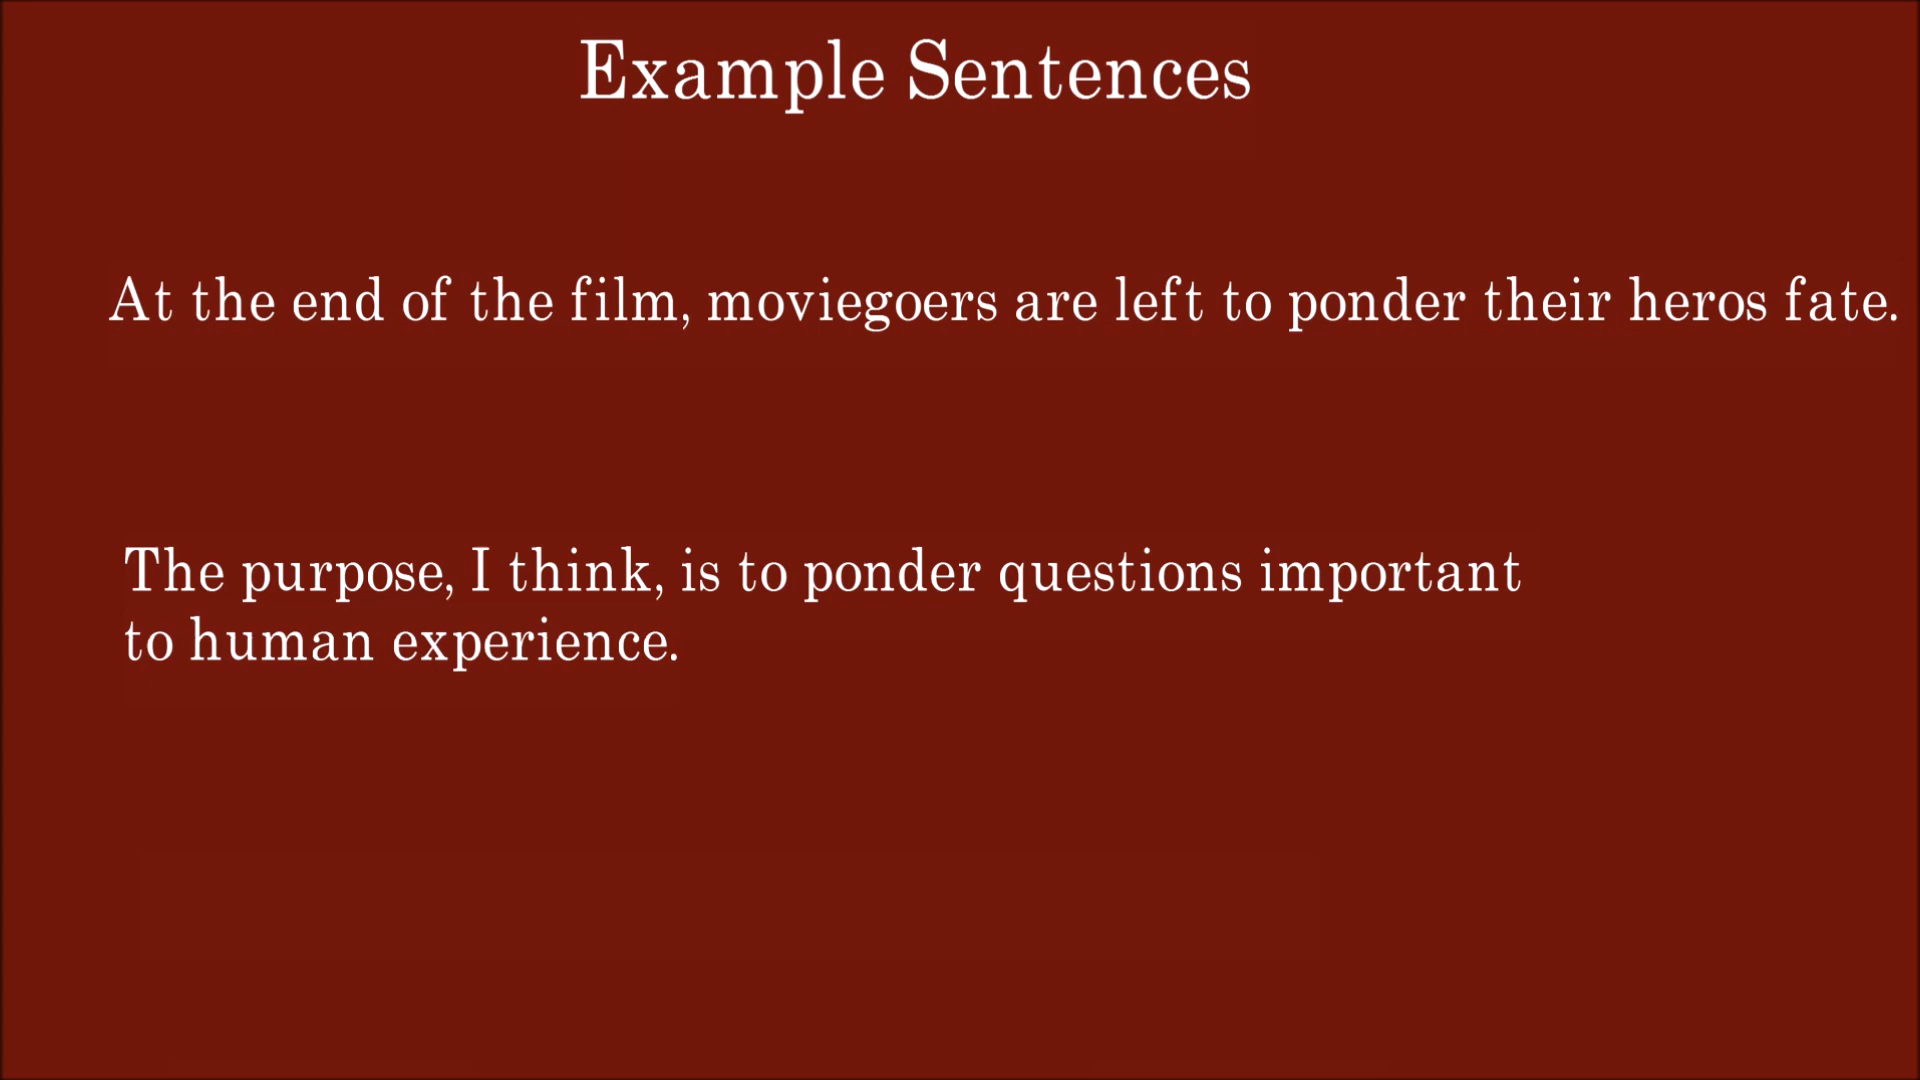 Example Sentences
At the end of the film, moviegoers are left to ponder their heros fate.
The purpose, I think, is to ponder questions important
to human experience.